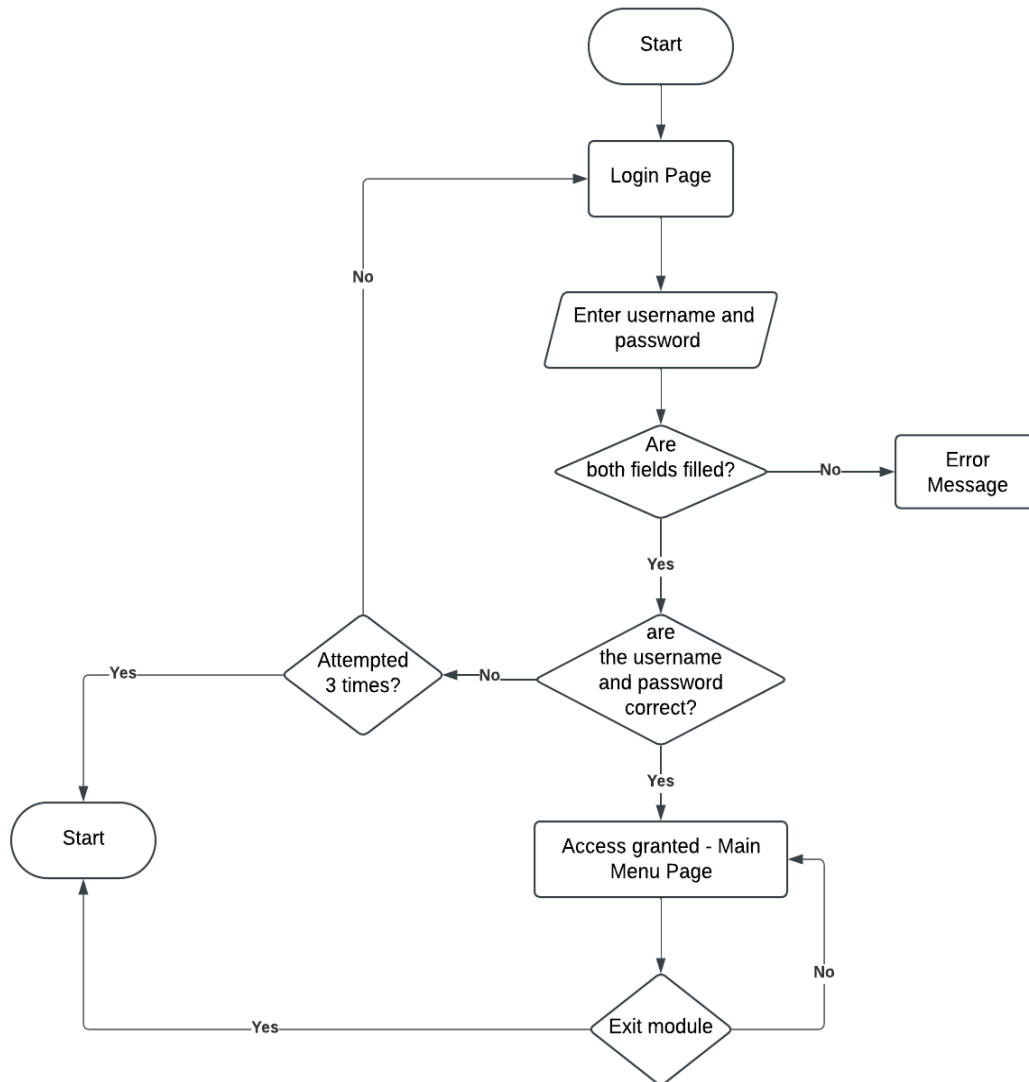 Start
Login Page
No
Enter username and
password
Are
both fields filled?
No
Error
Message
Yes
are
the username
and password
correct?
No
Attempted
3 times?
Yes
Yes
Start
Access granted - Main
Menu Page
No
Exit module
Yes